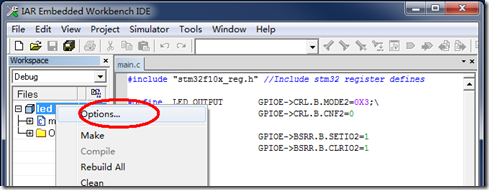 IAR Embedded Workbench IDE
File Edit View Project Simulator Tools Window Help
Workspace
Debug
Files
led
Options...
Make
Compile
Rebuild All
Clean
main.c
#include "stm32f10x_reg.h" //Include stm32 register defines
LED_OUTPUT GPIOE->CRL.B.MODE2=0X3;\
GPIOE->CRL.B.CNF2=0
GPIOE->BSRR.B.SETIO2=1
GPIOE->BSRR.B.CLRIO2=1